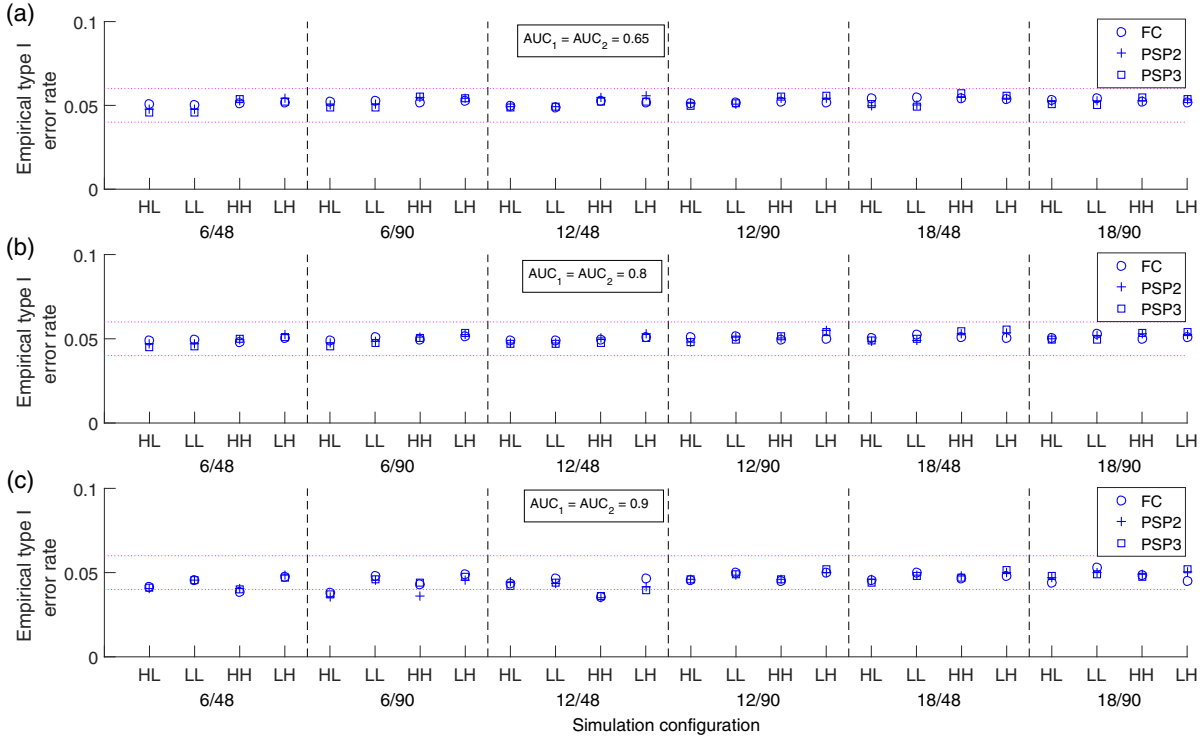 (a)
0.1
0.05
0
Empirical type I
error rate
AUC1 = AUC2 = 0.65
FC
PSP2
PSP3
HL LL HH LH HL LL HH LH HL LL HH LH HL LL HH LH HL LL HH LH HL LL HH LH
6/48 6/90 12/48 12/90 18/48 18/90
(b)
0.1
0.05
0
Empirical type I
error rate
AUC1 = AUC2 = 0.8
FC
PSP2
PSP3
HL LL HH LH HL LL HH LH HL LL HH LH HL LL HH LH HL LL HH LH HL LL HH LH
6/48 6/90 12/48 12/90 18/48 18/90
(c)
0.1
0.05
0
Empirical type I
error rate
AUC1 = AUC2 = 0.9
FC
PSP2
PSP3
HL LL HH LH HL LL HH LH HL LL HH LH HL LL HH LH HL LL HH LH HL LL HH LH
6/48 6/90 12/48 12/90 18/48 18/90
Simulation configuration